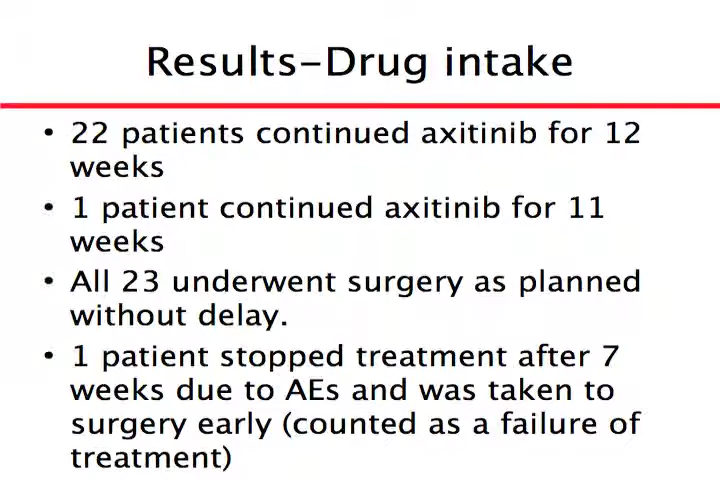 Results-Drug intake
• 22 patients continued axitinib for 12
weeks
• 1 patient continued axitinib for 11
weeks
• All 23 underwent surgery as planned
without delay.
• 1 patient stopped treatment after 7
weeks due to AEs and was taken to
surgery early (counted as a failure of
treatment)